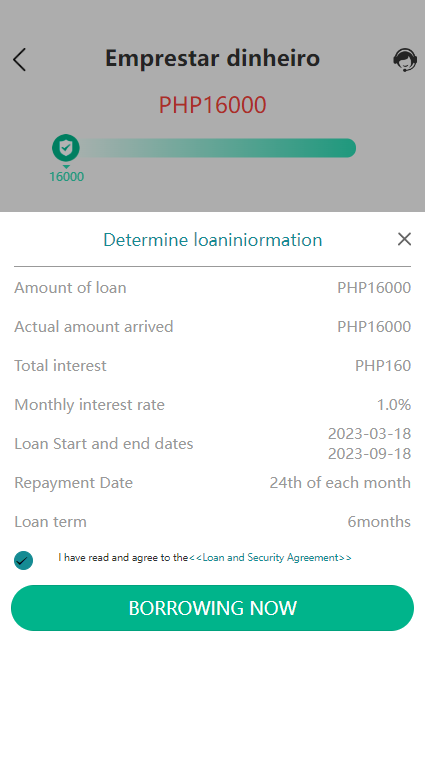 Emprestar dinheiro
PHP16000
16000
Determine loaniniormation
Amount of loan PHP16000
Actual amount arrived PHP16000
Total interest PHP160
Monthly interest rate 1.0%
Loan Start and end dates 2023-03-18
2023-09-18
Repayment Date 24th of each month
Loan term 6months
I have read and agree to the<<Loan and Security Agreement>>
BORROWING NOW